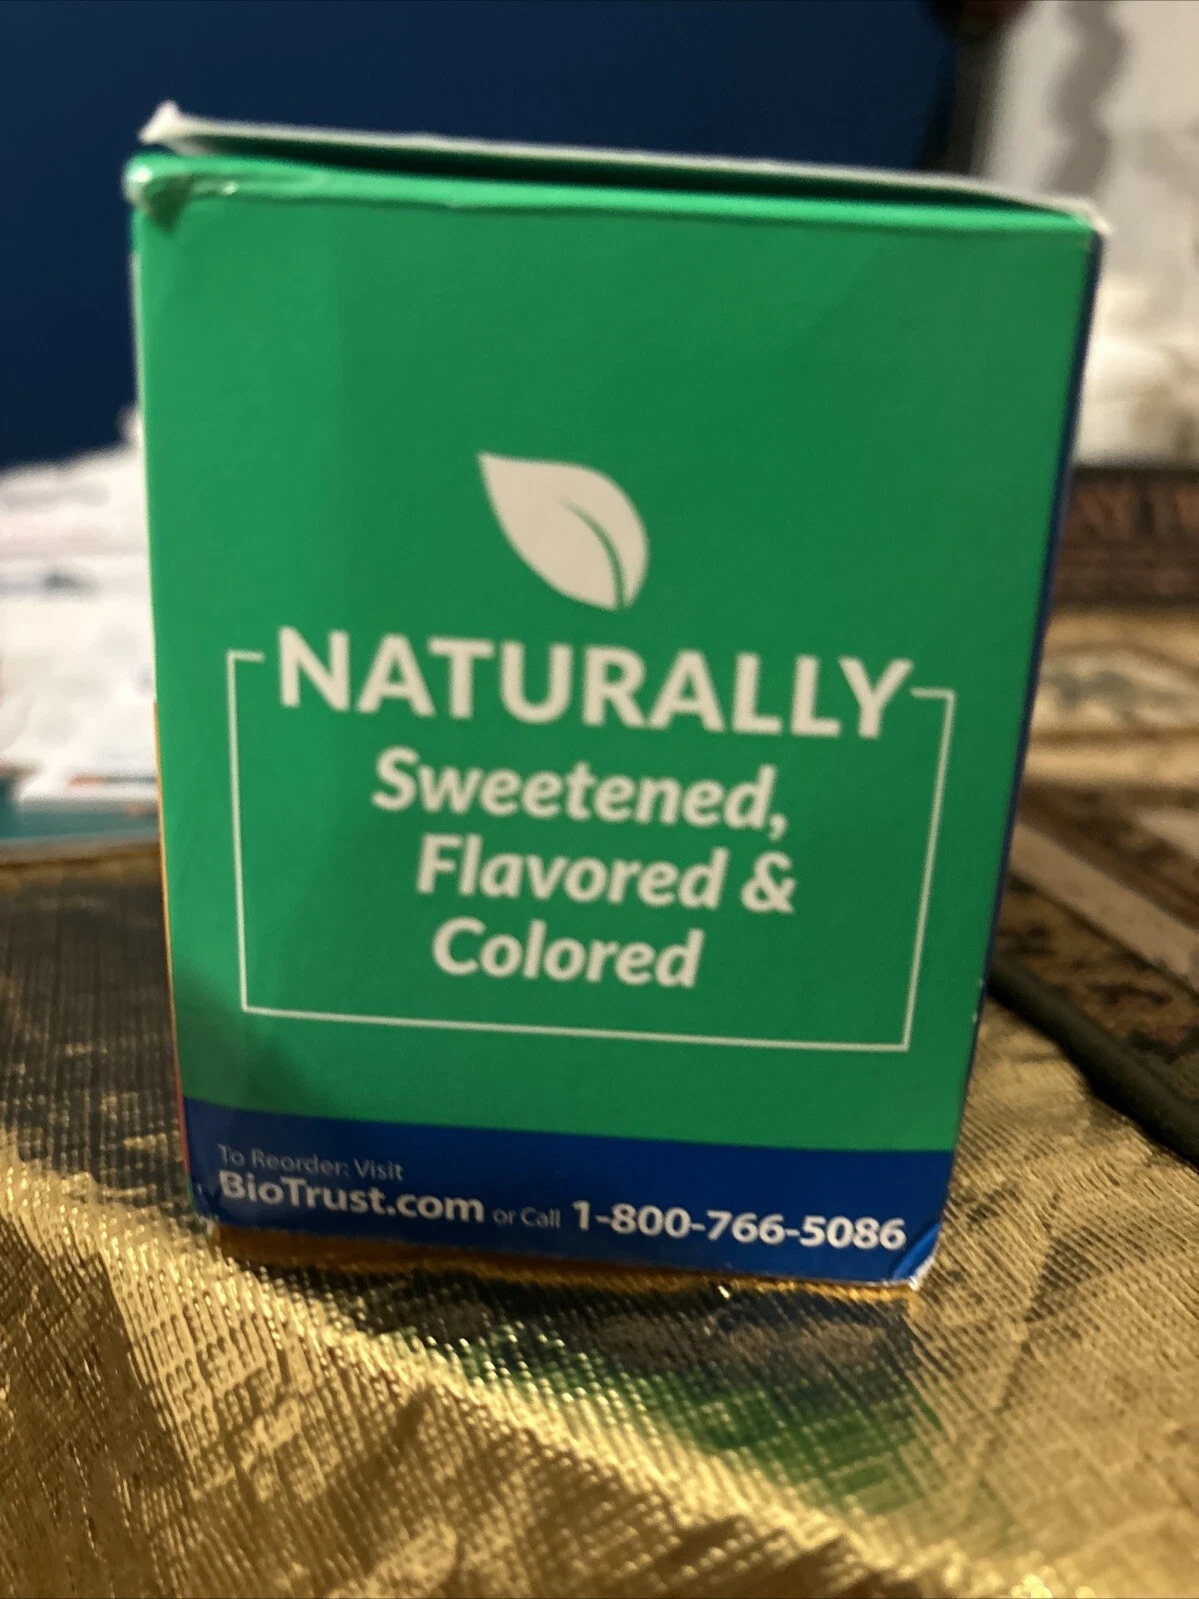 NATURALLY
Sweetened,
Flavored &
Colored
To Reorder: Visit
BioTrust.com or Call 1-800-766-5086